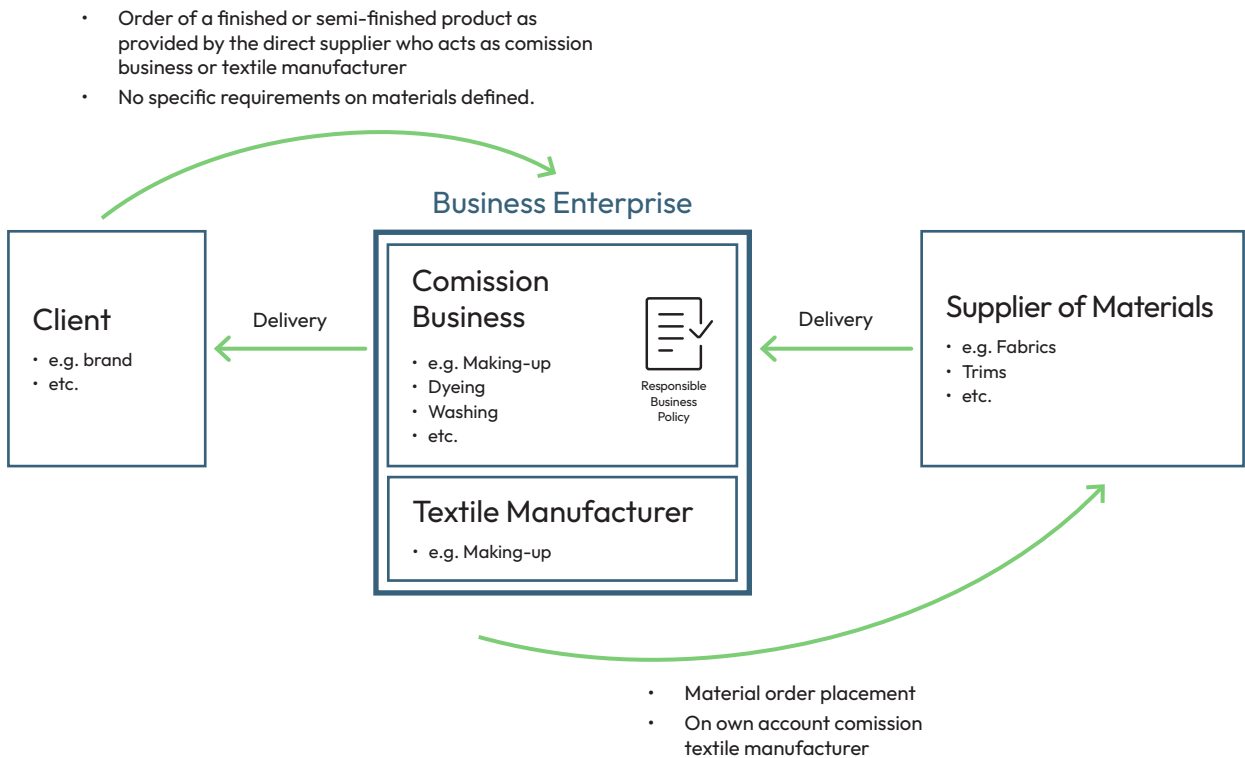 • Order of a finished or semi-finished product as
provided by the direct supplier who acts as comission
business or textile manufacturer
• No specific requirements on materials defined.
Business Enterprise
Client
• e.g. brand
• etc.
Delivery
Comission
Business
• e.g. Making-up
• Dyeing
• Washing
• etc.
Responsible
Business
Policy
Textile Manufacturer
• e.g. Making-up
Delivery
Supplier of Materials
• e.g. Fabrics
• Trims
• etc.
• Material order placement
• On own account comission
textile manufacturer